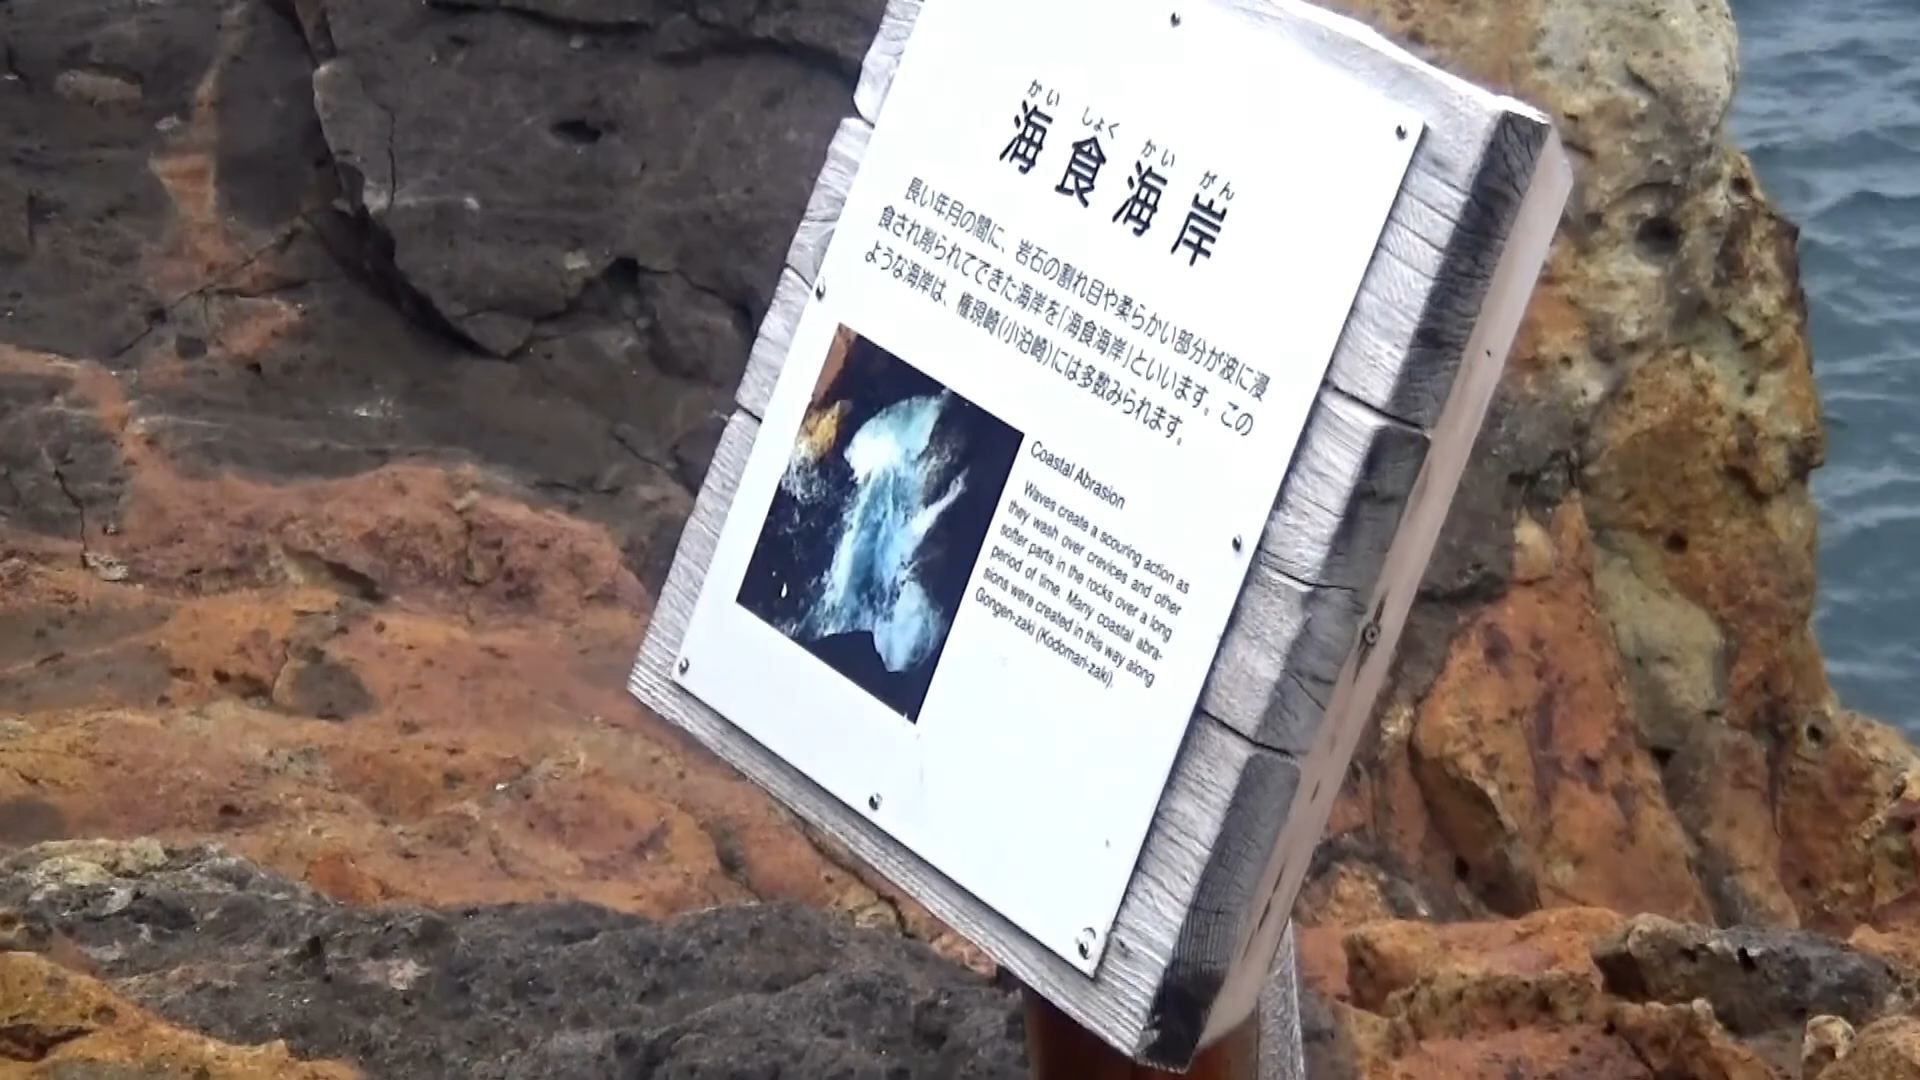 かい しょく かい がん
海食海岸
長い年月の間に、岩石の割れ目や柔らかい部分が波に浸
食され削られてできた海岸を「海食海岸」といいます。この
ような海岸は、権現崎(小泊崎)には多数みられます。
Coastal Abrasion
Waves create a scouring action as
they wash over crevices and other
softer parts in the rocks over a long
period of time. Many coastal abra-
sions were created in this way along
Gongen-zaki (Kodomari-zaki).